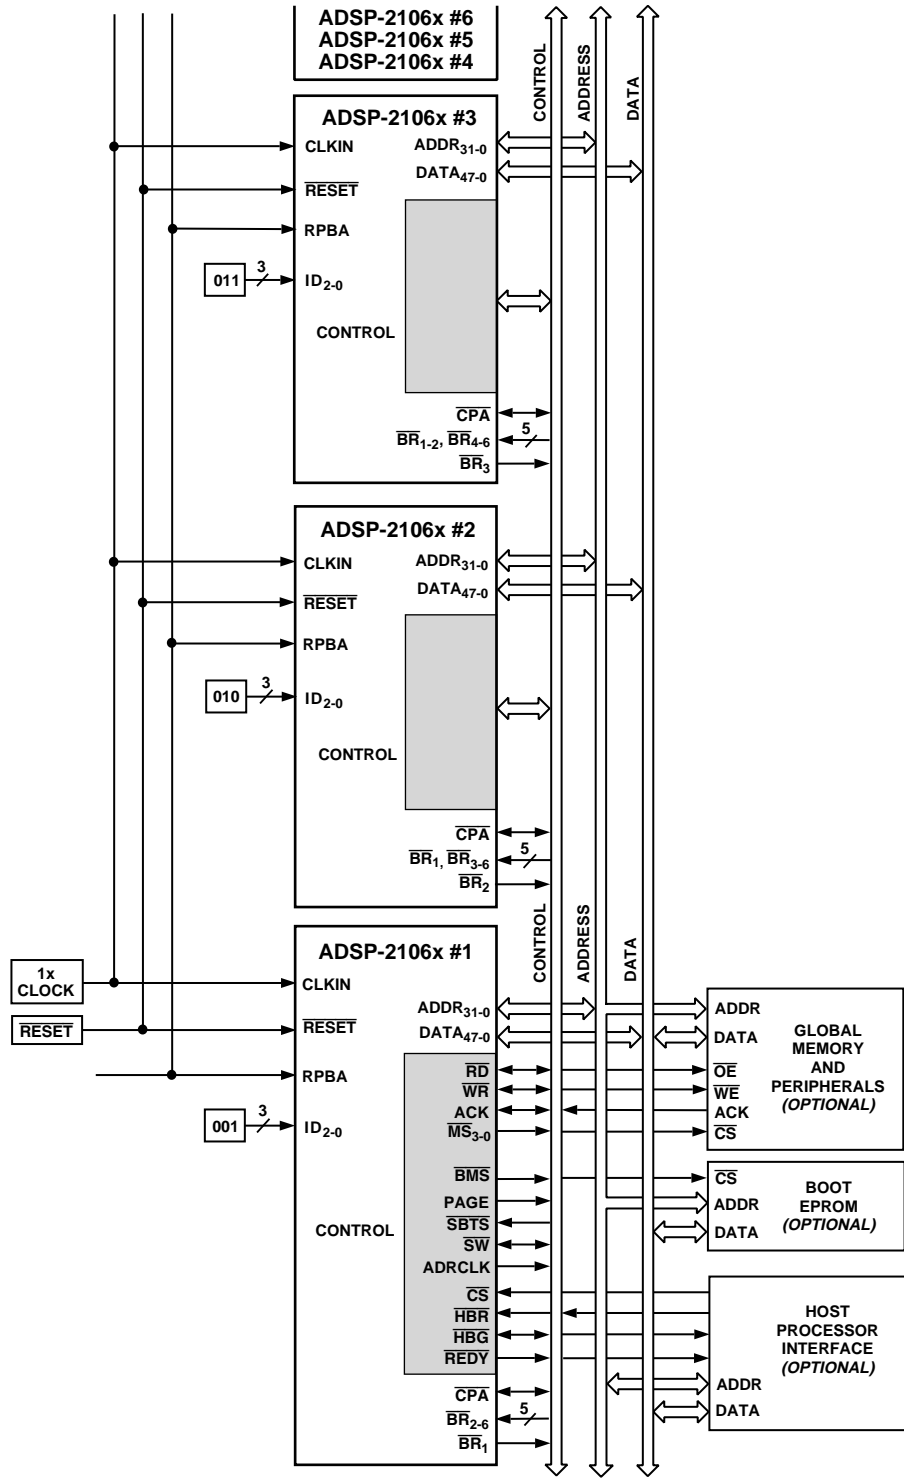 ADSP-2106x #6
ADSP-2106x #5
ADSP-2106x #4
CONTROL
ADDRESS
DATA
ADSP-2106x #3
CLKIN
ADDR31-0
DATA47-0
RESET
RPBA
011
3
ID2-0
CONTROL
CPA
BR1-2, BR4-6
5
BR3
ADSP-2106x #2
CLKIN
ADDR31-0
DATA47-0
RESET
RPBA
010
3
ID2-0
CONTROL
CPA
BR1, BR3-6
5
BR2
CONTROL
ADDRESS
DATA
ADSP-2106x #1
1x
CLOCK
CLKIN
ADDR31-0
RESET
RESET
DATA47-0
RPBA
001
3
ID2-0
CONTROL
RD
WR
ACK
MS3-0
BMS
PAGE
SBTS
SW
ADRCLK
CS
HBR
HBG
REDY
CPA
BR2-6
5
BR1
ADDR
DATA
OE
WE
ACK
CS
GLOBAL
MEMORY
AND
PERIPHERALS
(OPTIONAL)
CS
ADDR
DATA
BOOT
EPROM
(OPTIONAL)
HOST
PROCESSOR
INTERFACE
(OPTIONAL)
ADDR
DATA